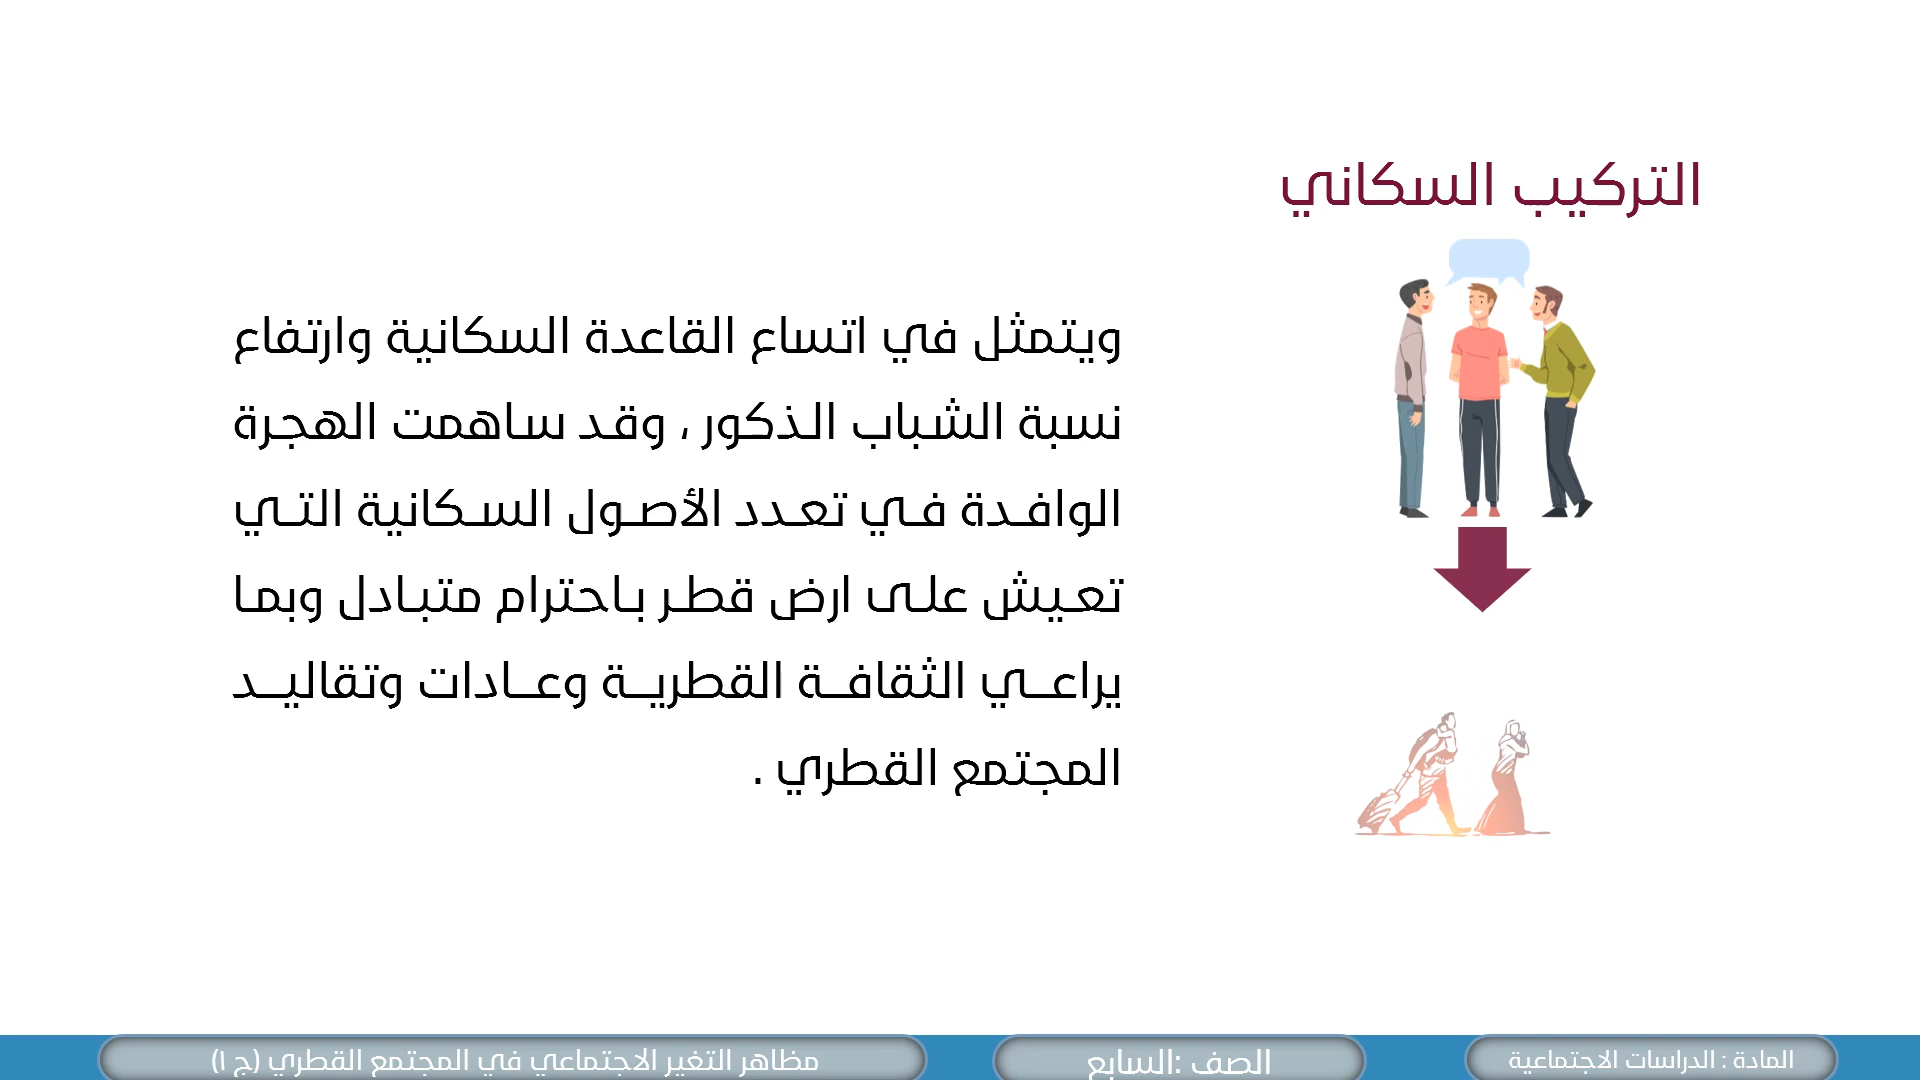 التركيب السكاني
ويتمثل في اتساع القاعدة السكانية وارتفاع
نسبة الشباب الذكور ، وقد ساهمت الهجرة
الوافدة في تعدد الأصول السكانية التي
تعيش على ارض قطر باحترام متبادل وبما
يراعي الثقافة القطرية وعادات وتقاليد
المجتمع القطري .
المادة : الدراسات الاجتماعية
الصف :السابع
مظاهر التغير الاجتماعي في المجتمع القطري (ج ١)